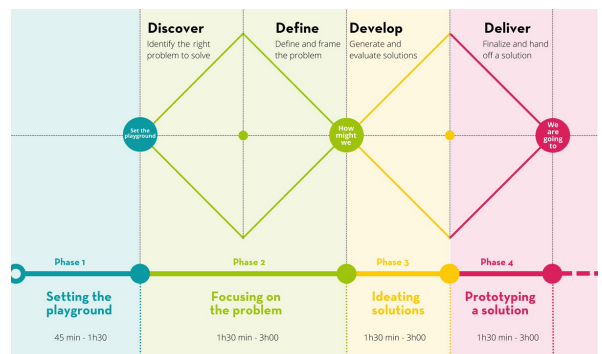 Discover
Identify the right
problem to solve
Define
Define and frame
the problem
Develop
Generate and
evaluate solutions
Deliver
Finalize and hand
off a solution
Set the
playground
How
might
we
We
are
going
to
Phase 1
Phase 2
Phase 3
Phase 4
Setting the
playground
Focusing on
the problem
Ideating
solutions
Prototyping
a solution
45 min - 1h30
1h30 min - 3h00
1h30 min - 3h00
1h30 min - 3h00